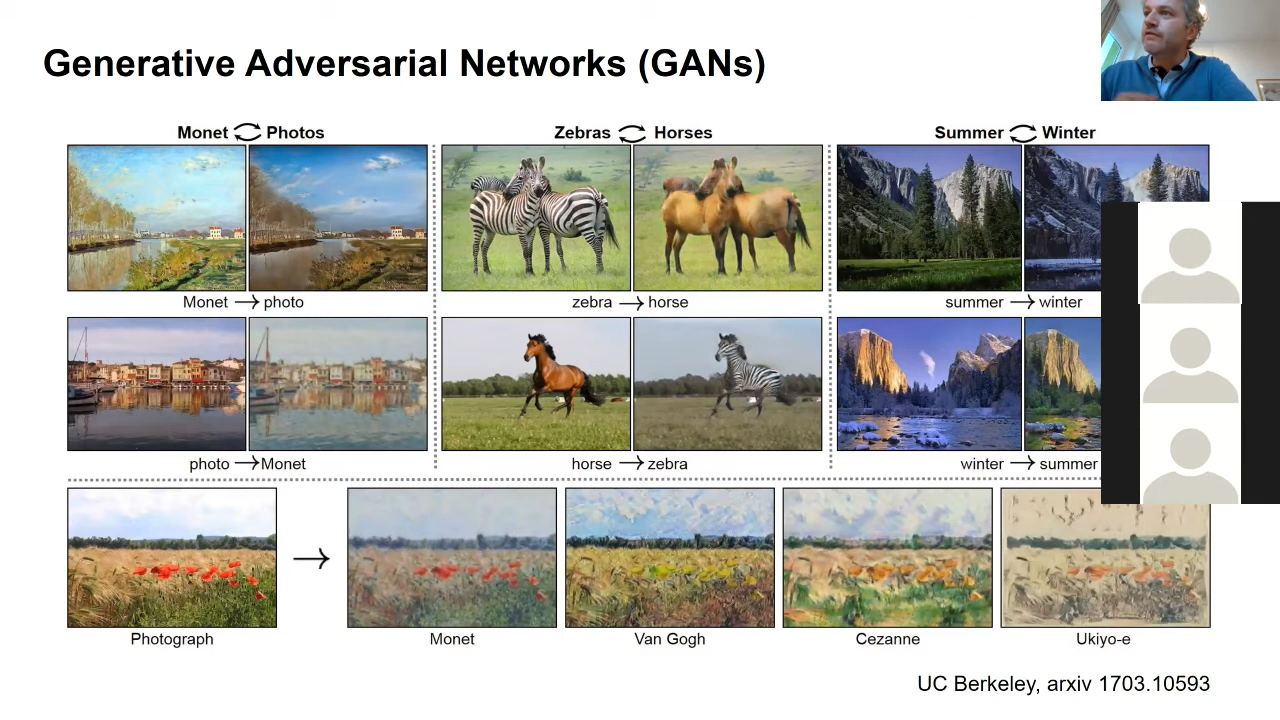 Generative Adversarial Networks (GANs)
Monet Photos
Zebras Horses
Summer Winter
Monet → photo
zebra → horse
summer → winter
photo → Monet
horse → zebra
winter → summer
Photograph
→
Monet
Van Gogh
Cezanne
Ukiyo-e
UC Berkeley, arxiv 1703.10593